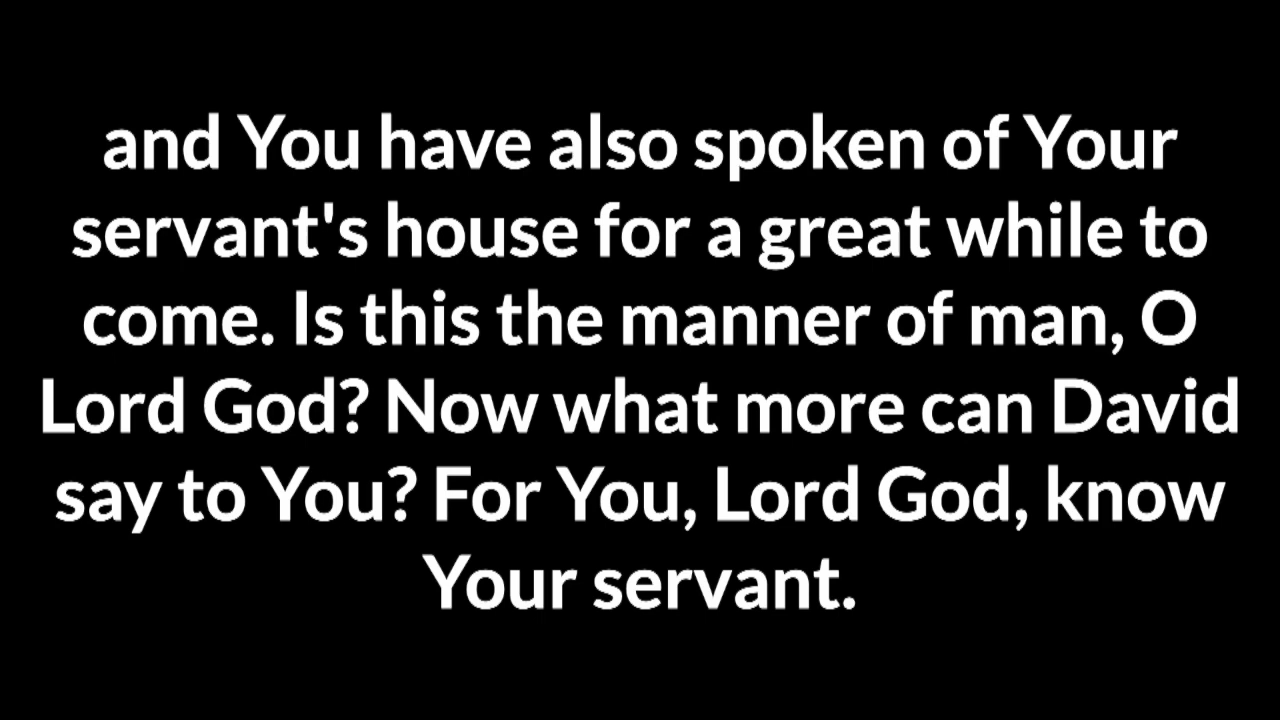 and You have also spoken of Your
servant's house for a great while to
come. Is this the manner of man, O
Lord God? Now what more can David
say to You? For You, Lord God, know
Your servant.